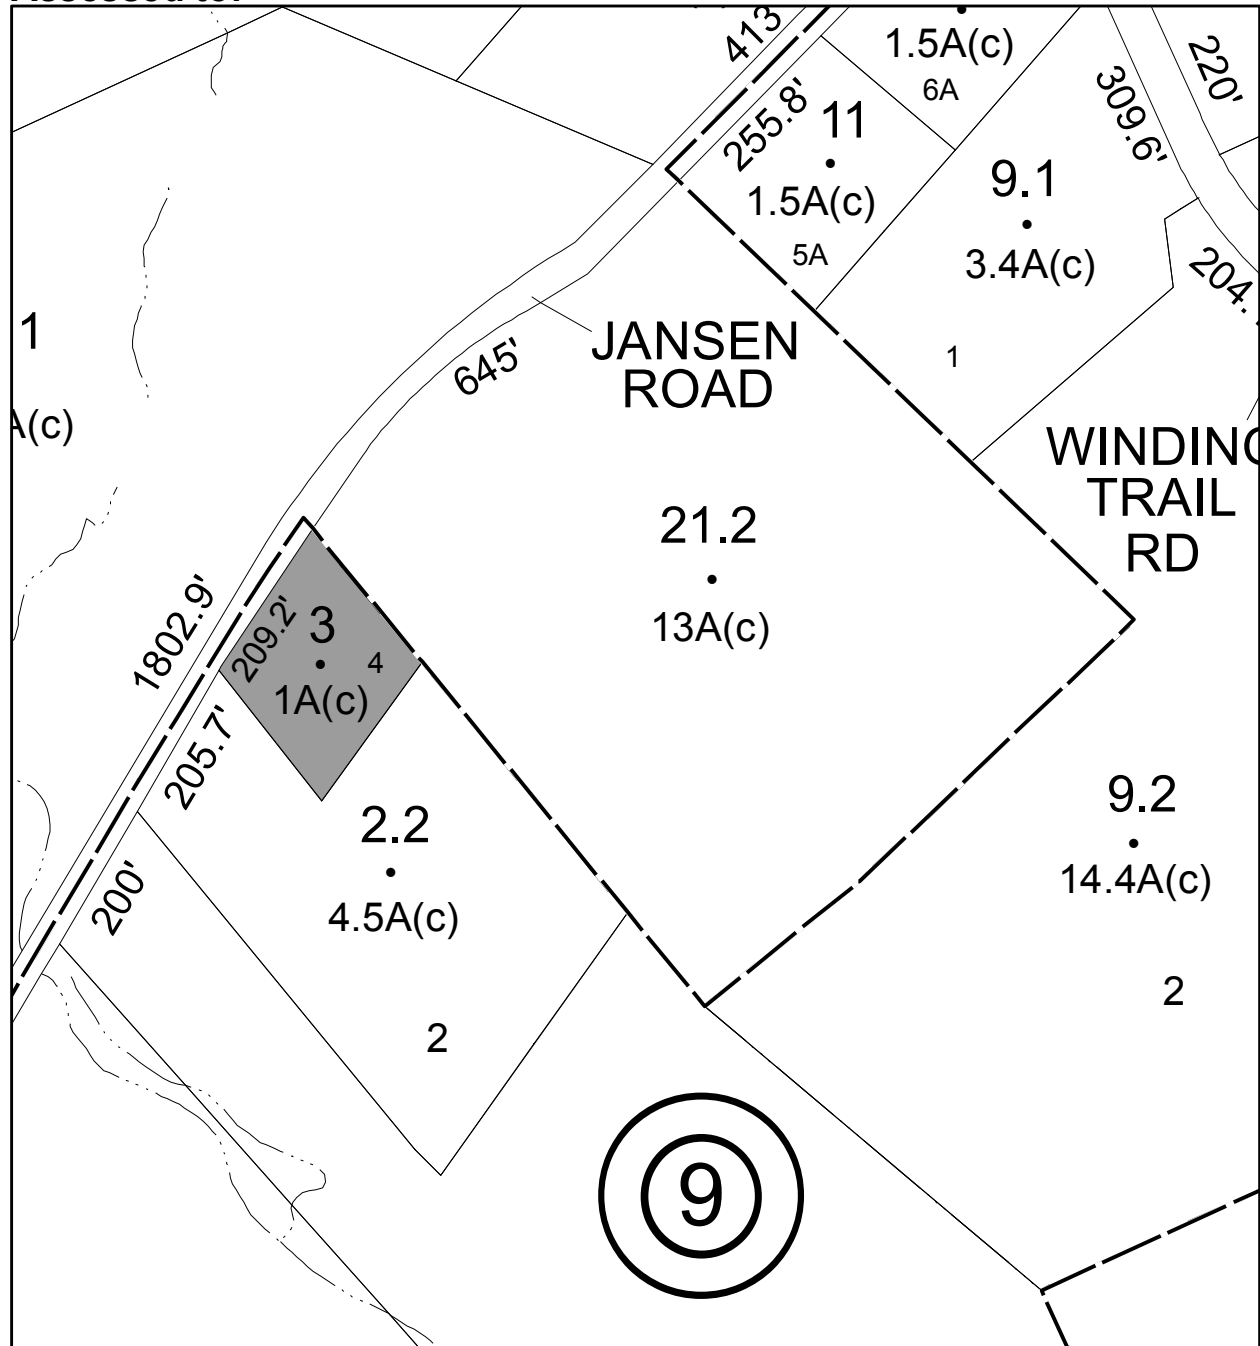 413
1.5A(c)
6A
220'
309.6'
255.8'
11
1.5A(c)
5A
9.1
3.4A(c)
1
204.
1
A(c)
645'
JANSEN
ROAD
WINDING
TRAIL
RD
21.2
13A(c)
1802.9'
209.2'
3
4
1A(c)
205.7'
2.2
4.5A(c)
2
200'
9.2
14.4A(c)
2
9